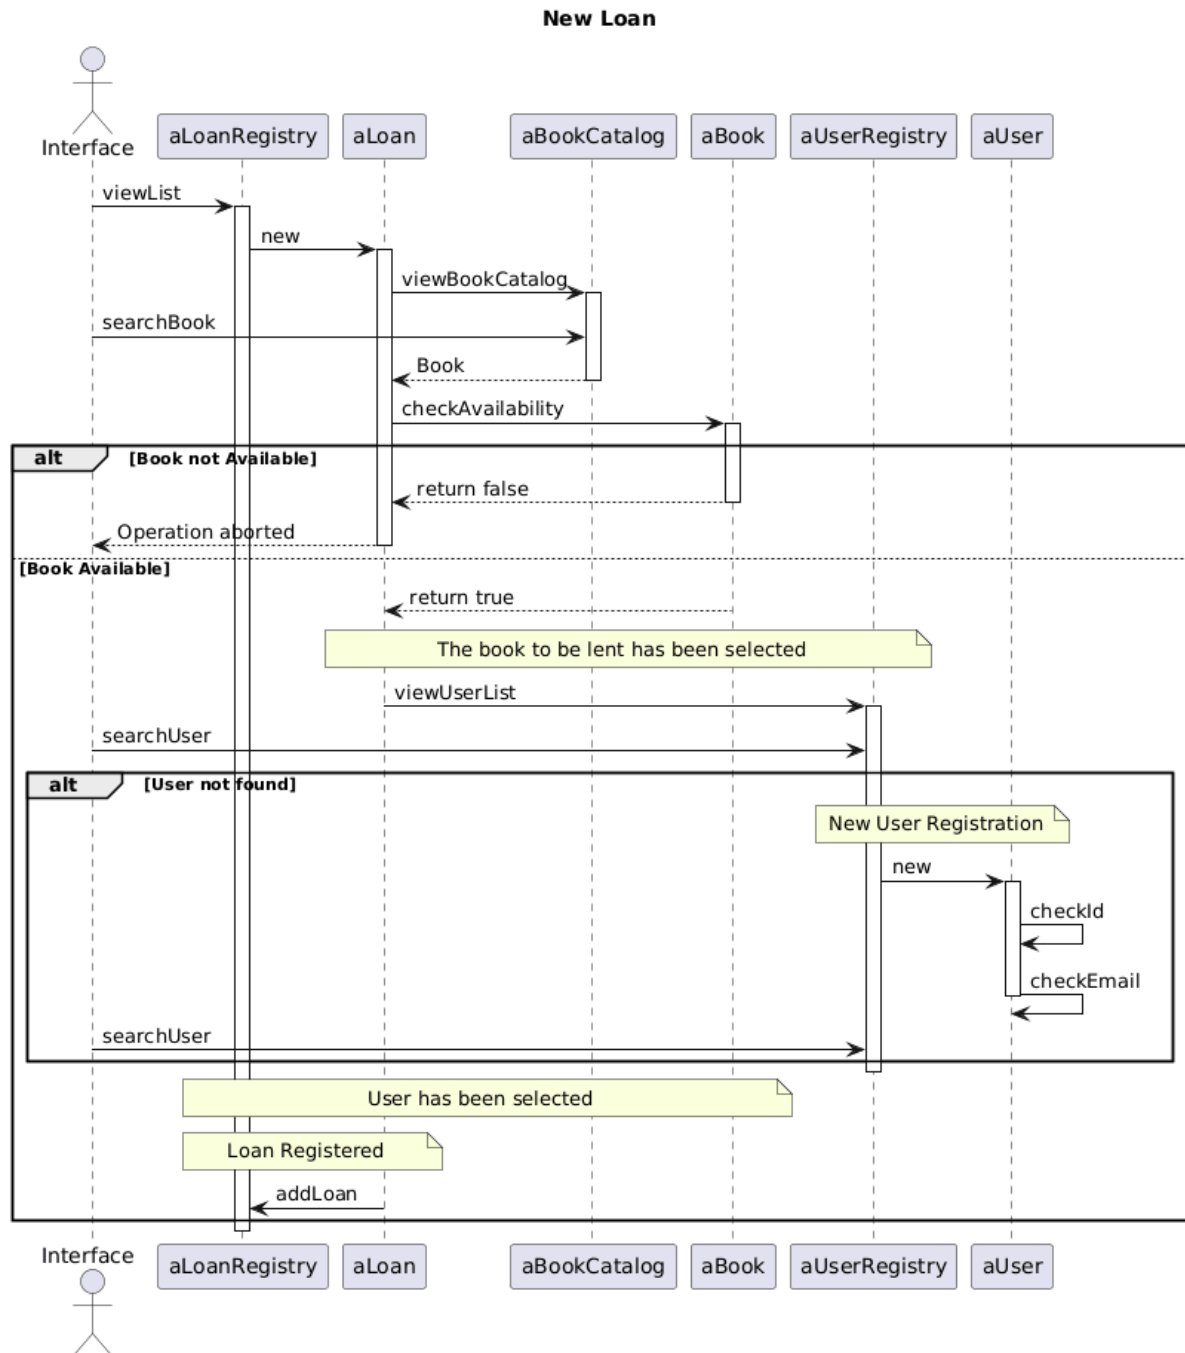 New Loan
Interface
aLoanRegistry
aLoan
aBookCatalog
aBook
aUserRegistry
aUser
viewList
new
viewBookCatalog
searchBook
Book
checkAvailability
alt
[Book not Available]
return false
Operation aborted
[Book Available]
return true
The book to be lent has been selected
viewUserList
searchUser
alt
[User not found]
New User Registration
new
checkId
checkEmail
searchUser
User has been selected
Loan Registered
addLoan
Interface
aLoanRegistry
aLoan
aBookCatalog
aBook
aUserRegistry
aUser